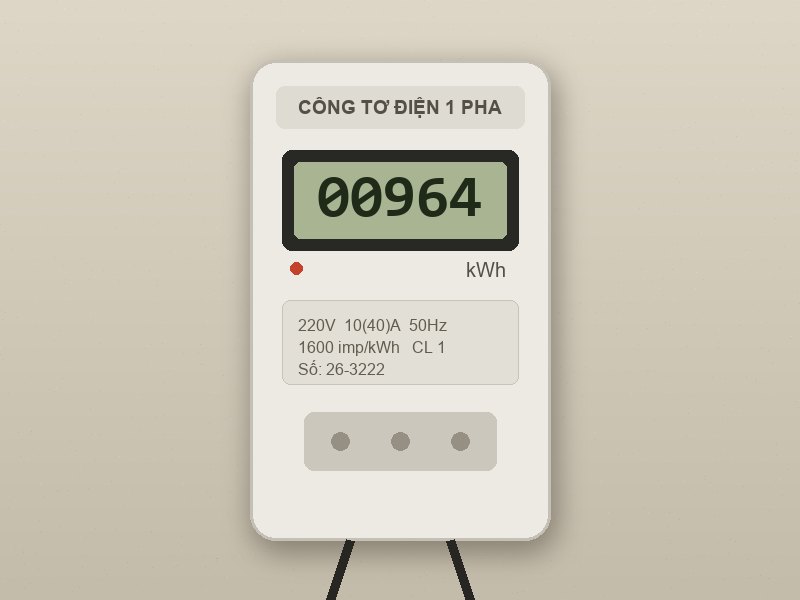 CÔNG TƠ ĐIỆN 1 PHA
00964
kWh
220V 10(40)A 50Hz
1600 imp/kWh CL 1
Số: 26-3222